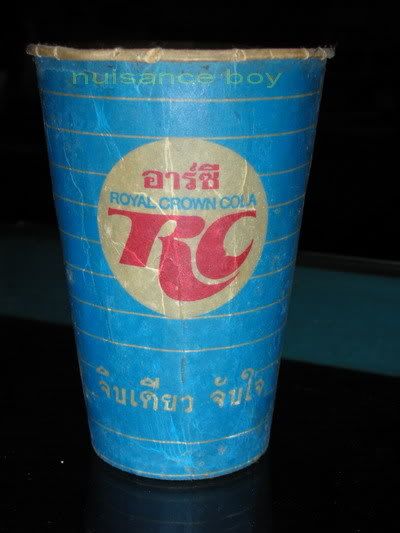 nuisance boy
อาร์ซี
ROYAL CROWN COLA
RC
...จิบเดียว จับใจ